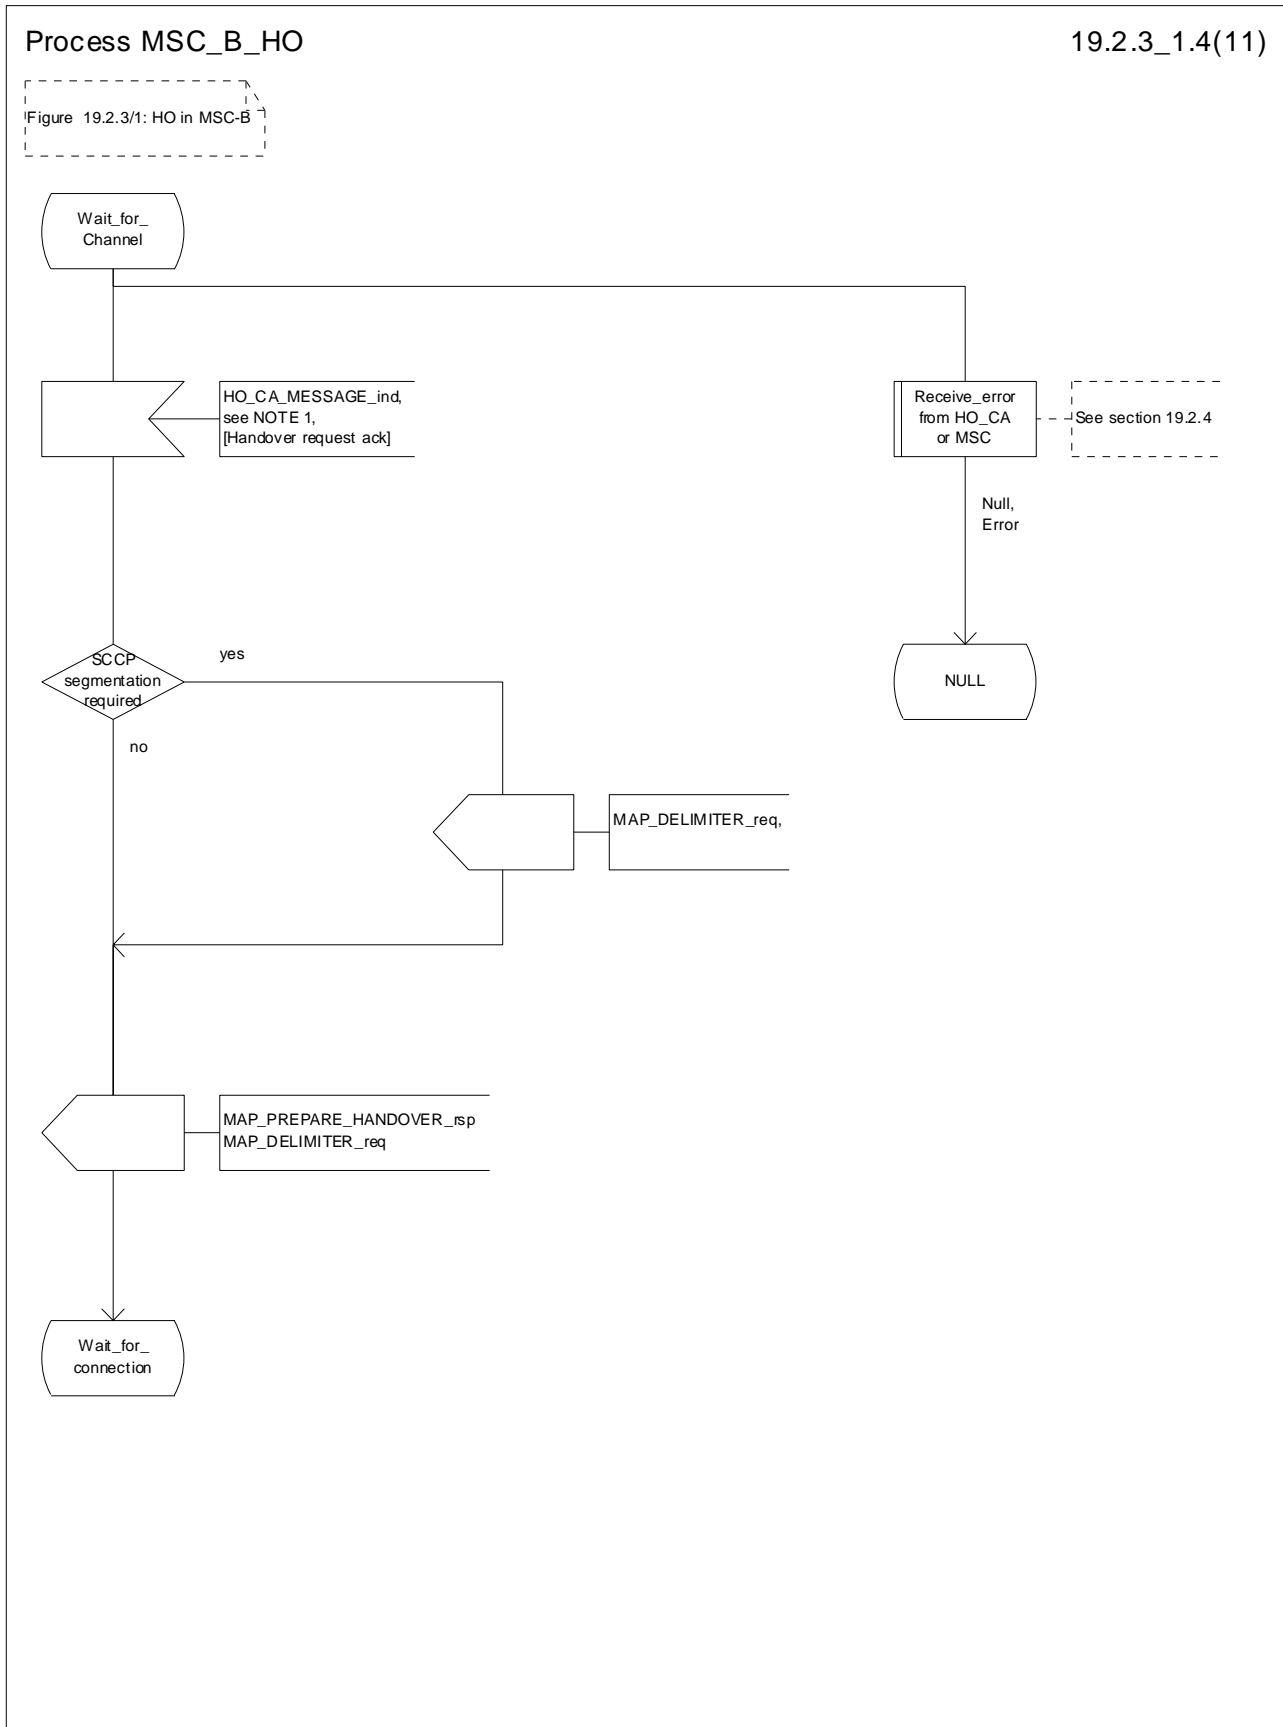 Process MSC_B_HO
19.2.3_1.4(11)
Figure 19.2.3/1: HO in MSC-B
Wait_for_
Channel
HO_CA_MESSAGE_ind,
see NOTE 1,
[Handover request ack]
Receive_error
from HO_CA
or MSC
See section 19.2.4
Null,
Error
SCCP
segmentation
required
yes
NULL
no
MAP_DELIMITER_req,
MAP_PREPARE_HANDOVER_rsp
MAP_DELIMITER_req
Wait_for_
connection